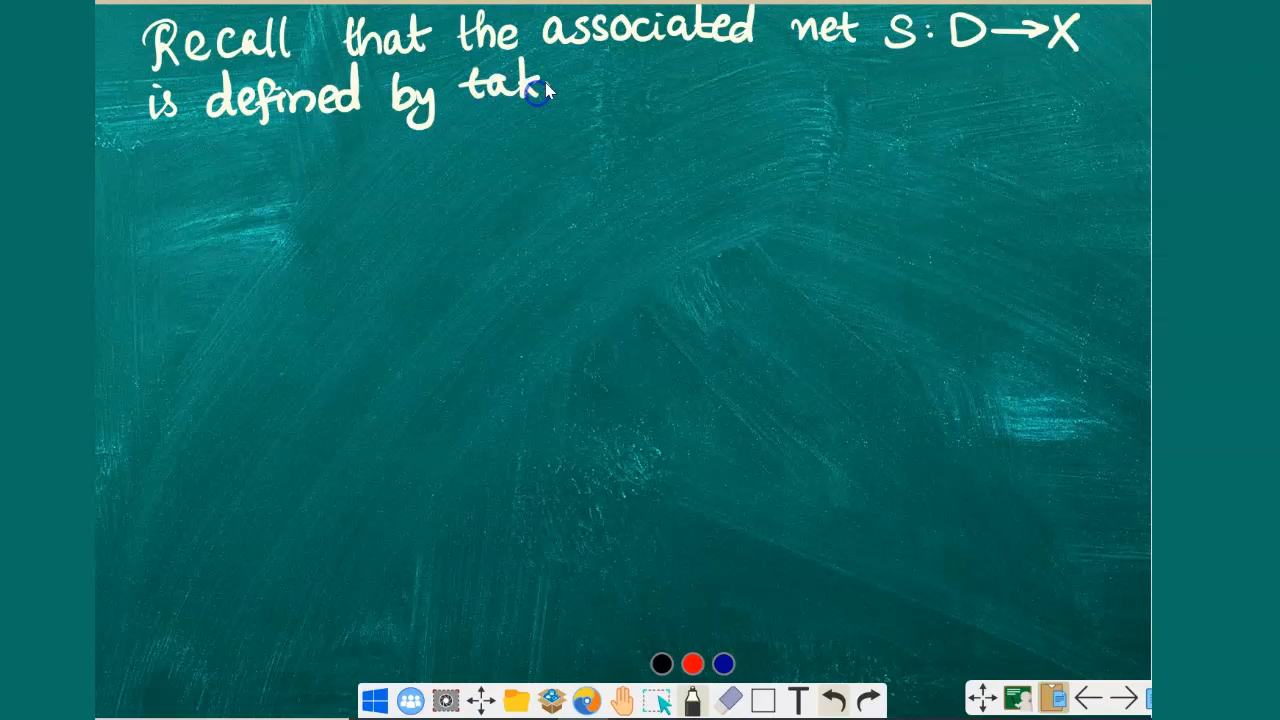 Recall that the associated net S : D → X
is defined by tak